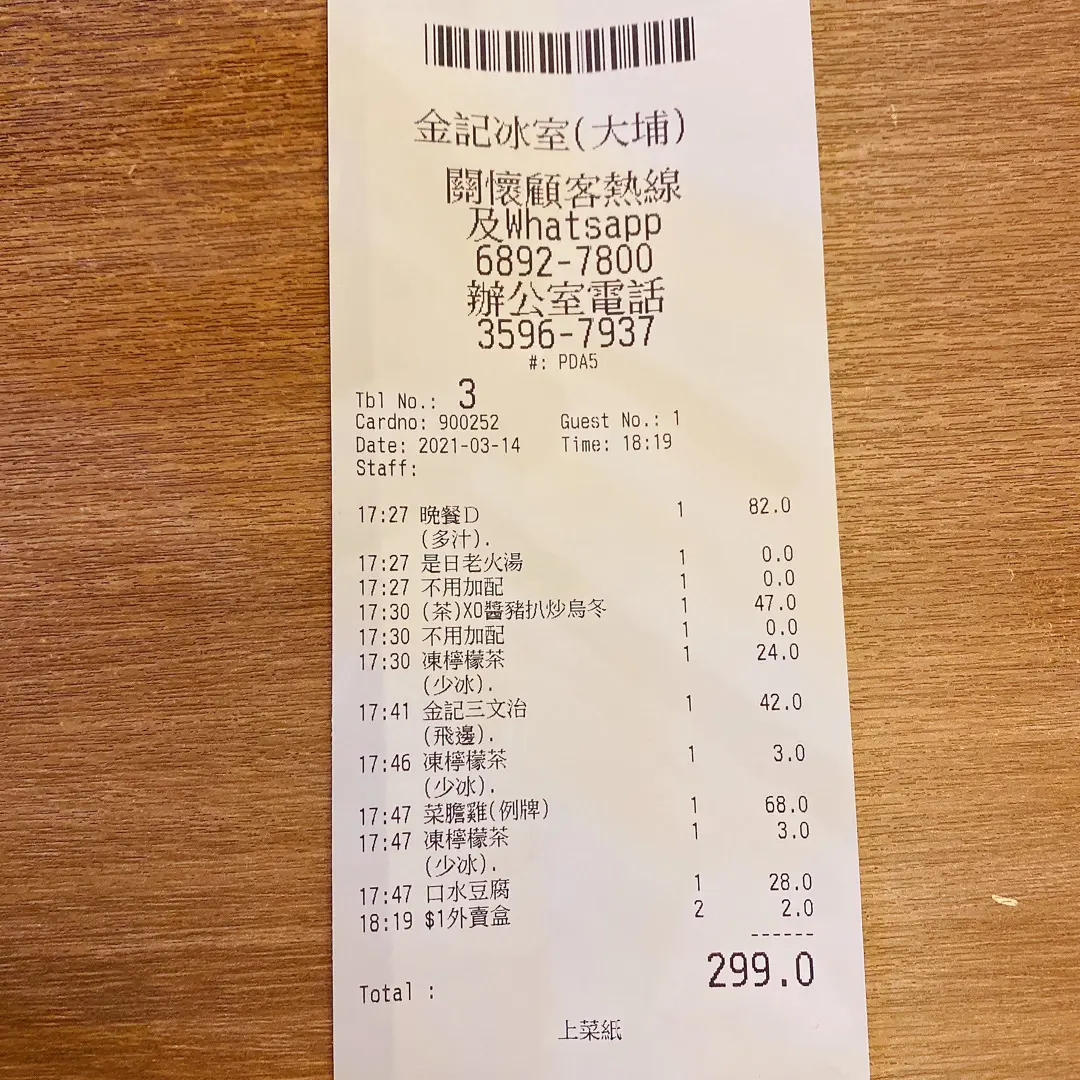 金記冰室(大埔)
關懷顧客熱線
及Whatsapp
6892-7800
辦公室電話
3596-7937
#: PDA5
Tbl No.: 3
Cardno: 900252 Guest No.: 1
Date: 2021-03-14 Time: 18:19
Staff:
17:27 晚餐D 1 82.0
(多汁).
17:27 是日老火湯 1 0.0
17:27 不用加配 1 0.0
17:30 (茶)XO醬豬扒炒烏冬 1 47.0
17:30 不用加配 1 0.0
17:30 凍檸檬茶 1 24.0
(少冰).
17:41 金記三文治 1 42.0
(飛邊).
17:46 凍檸檬茶 1 3.0
(少冰).
17:47 菜膽雞(例牌) 1 68.0
17:47 凍檸檬茶 1 3.0
(少冰).
17:47 口水豆腐 1 28.0
18:19 $1外賣盒 2 2.0
------
Total : 299.0
上菜紙